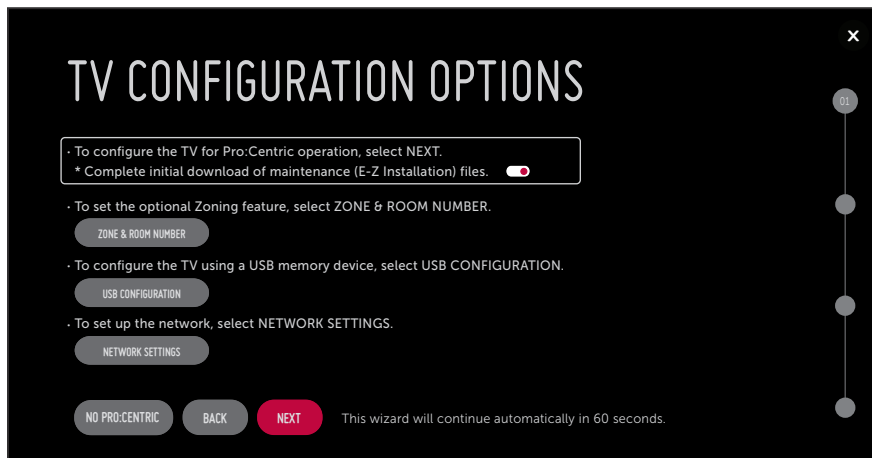 X
TV CONFIGURATION OPTIONS
01
· To configure the TV for Pro:Centric operation, select NEXT.
* Complete initial download of maintenance (E-Z Installation) files.
· To set the optional Zoning feature, select ZONE & ROOM NUMBER.
ZONE & ROOM NUMBER
· To configure the TV using a USB memory device, select USB CONFIGURATION.
USB CONFIGURATION
· To set up the network, select NETWORK SETTINGS.
NETWORK SETTINGS
NO PRO:CENTRIC BACK NEXT This wizard will continue automatically in 60 seconds.